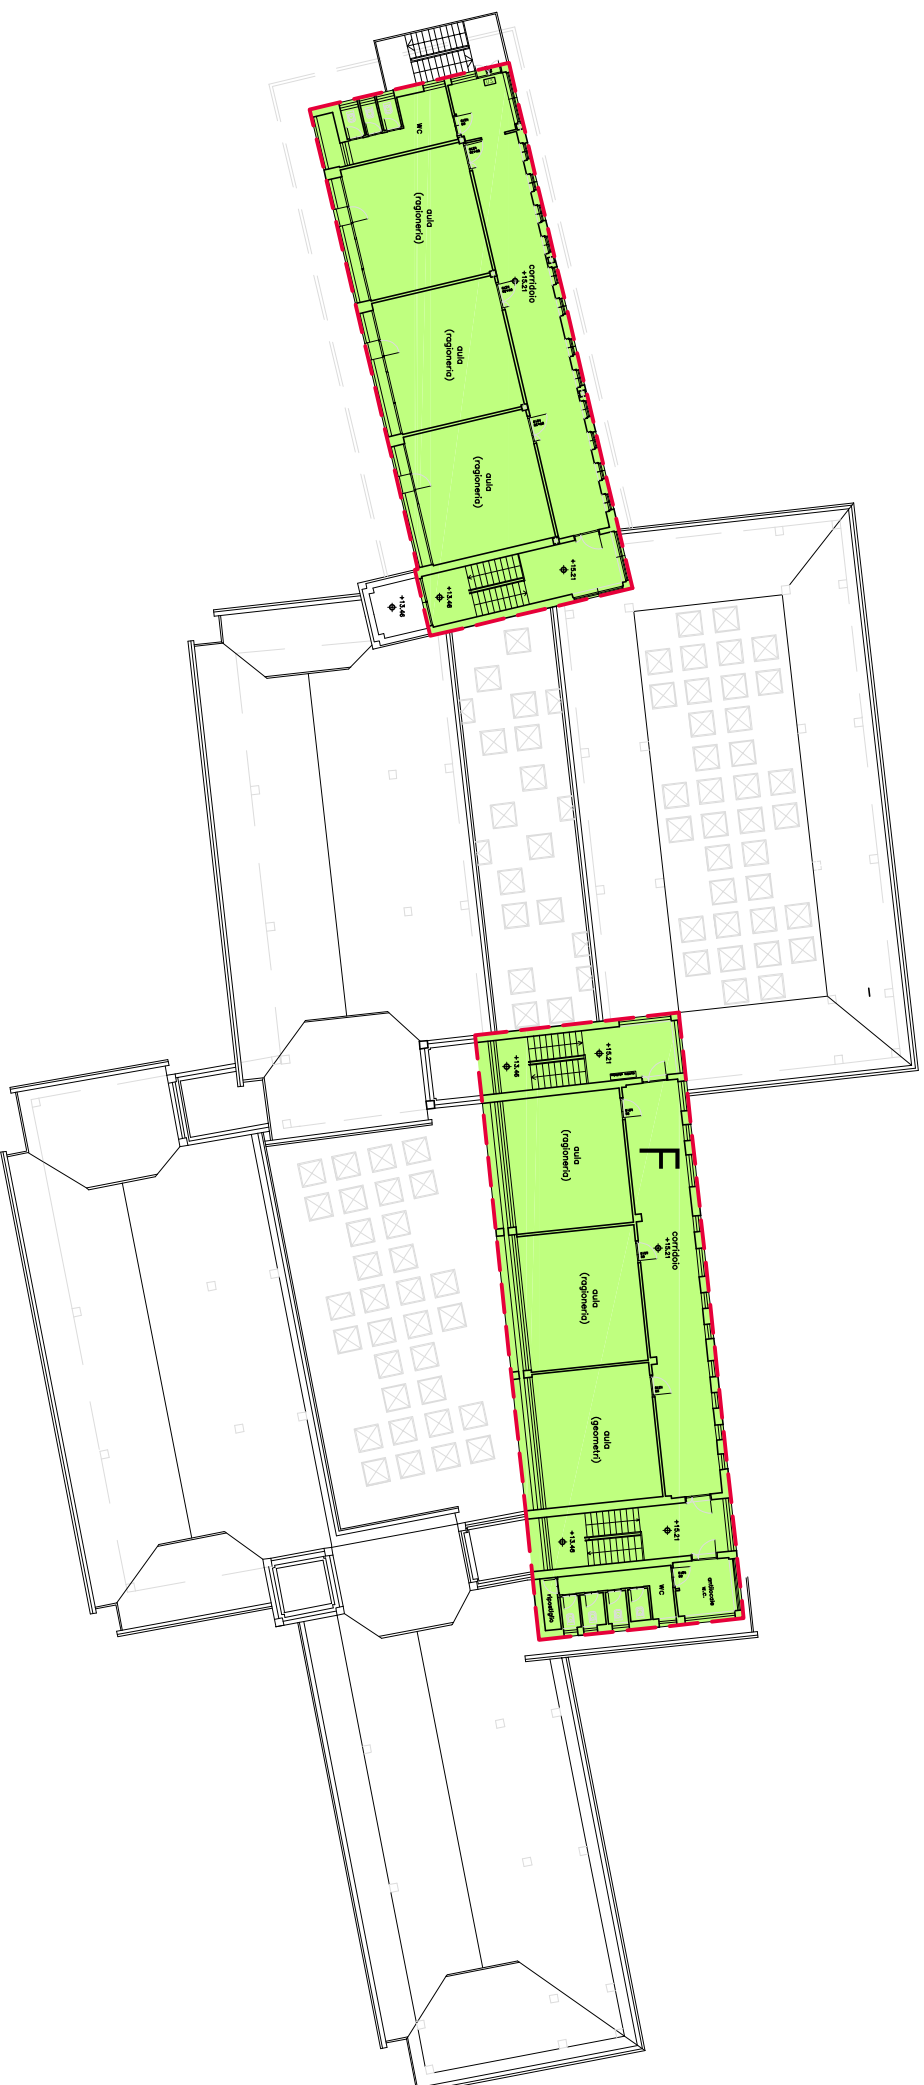 WC
aula
(ragioneria)
corridoio
+15.21
aula
(ragioneria)
aula
(ragioneria)
+15.21
+13.46
+13.46
+15.21
+13.46
aula
(ragioneria)
F
corridoio
+15.21
aula
(ragioneria)
aula
(geometri)
+15.21
+13.46
WC
antilocale
w.c.
ripostiglio